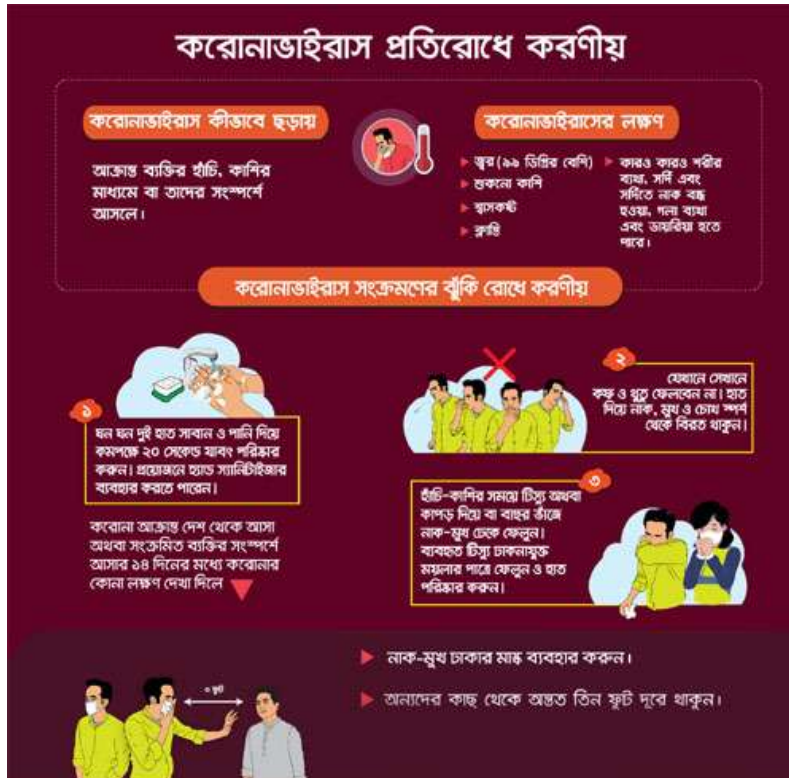 করোনাভাইরাস প্রতিরোধে করণীয়
করোনাভাইরাস কীভাবে ছড়ায়
আক্রান্ত ব্যক্তির হাঁচি, কাশির
মাধ্যমে বা তাদের সংস্পর্শে
আসলে।
করোনাভাইরাসের লক্ষণ
জ্বর (৯৯ ডিগ্রির বেশি)
শুকনো কাশি
শ্বাসকষ্ট
ক্লান্তি
কারও কারও শরীর
ব্যথা, সর্দি এবং
সর্দিতে নাক বন্ধ
হওয়া, গলা ব্যথা
এবং ডায়রিয়া হতে
পারে।
করোনাভাইরাস সংক্রমণের ঝুঁকি রোধে করণীয়
১
ঘন ঘন দুই হাত সাবান ও পানি দিয়ে
কমপক্ষে ২০ সেকেন্ড যাবৎ পরিষ্কার
করুন। প্রয়োজনে হ্যান্ড স্যানিটাইজার
ব্যবহার করতে পারেন।
২
যেখানে সেখানে
কফ ও থুতু ফেলবেন না। হাত
দিয়ে নাক, মুখ ও চোখ স্পর্শ
থেকে বিরত থাকুন।
৩
হাঁচি-কাশির সময়ে টিস্যু অথবা
কাপড় দিয়ে বা বাহুর ভাঁজে
নাক-মুখ ঢেকে ফেলুন।
ব্যবহৃত টিস্যু ঢাকনাযুক্ত
ময়লার পাত্রে ফেলুন ও হাত
পরিষ্কার করুন।
করোনা আক্রান্ত দেশ থেকে আসা
অথবা সংক্রমিত ব্যক্তির সংস্পর্শে
আসার ১৪ দিনের মধ্যে করোনার
কোনা লক্ষণ দেখা দিলে
৩ ফুট
নাক-মুখ ঢাকার মাস্ক ব্যবহার করুন।
অন্যদের কাছ থেকে অন্তত তিন ফুট দূরে থাকুন।